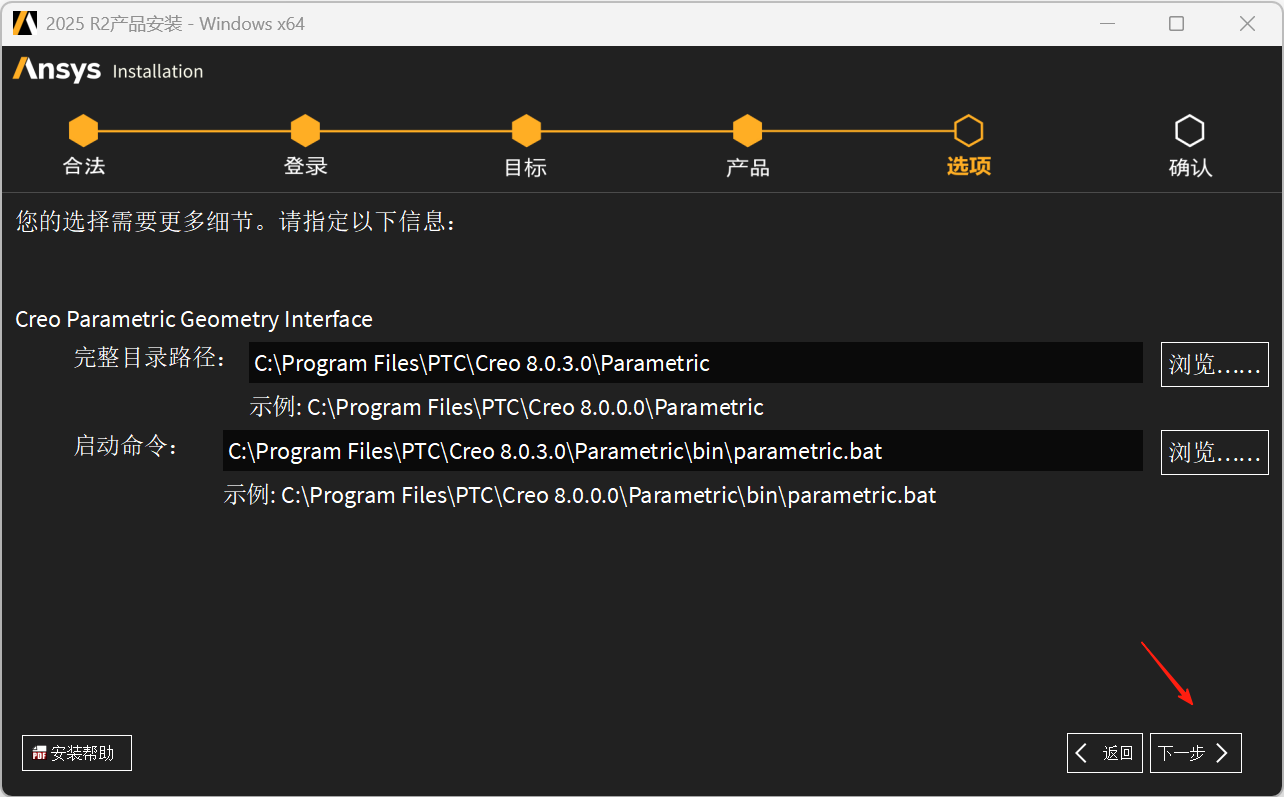 2025 R2产品安装 - Windows x64
Ansys Installation
合法 登录 目标 产品 选项 确认
您的选择需要更多细节。请指定以下信息：
Creo Parametric Geometry Interface
完整目录路径： C:\Program Files\PTC\Creo 8.0.3.0\Parametric 浏览……
示例: C:\Program Files\PTC\Creo 8.0.0.0\Parametric
启动命令： C:\Program Files\PTC\Creo 8.0.3.0\Parametric\bin\parametric.bat 浏览……
示例: C:\Program Files\PTC\Creo 8.0.0.0\Parametric\bin\parametric.bat
PDF 安装帮助 返回 下一步